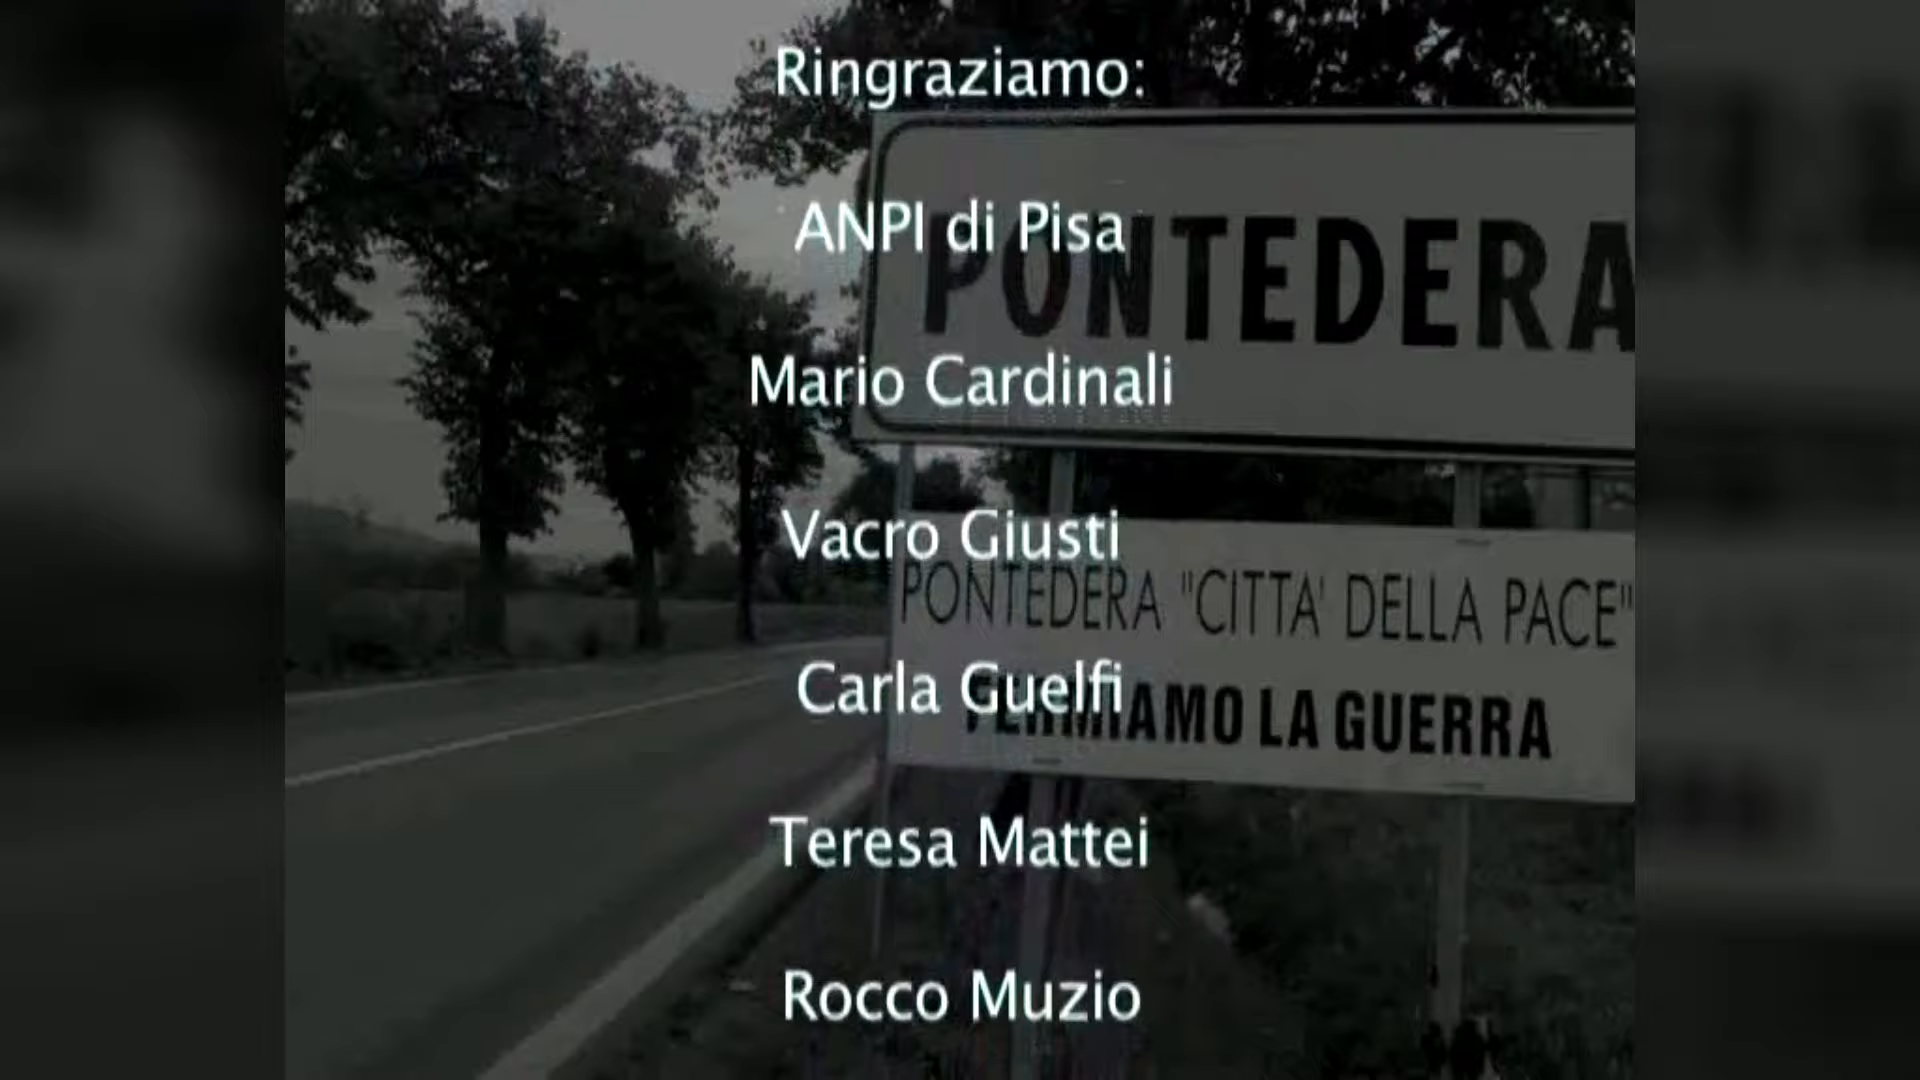 Ringraziamo:
ANPI di Pisa
PONTEDERA
Mario Cardinali
Vacro Giusti
PONTEDERA "CITTA' DELLA PACE"
Carla Guelfi
FERMIAMO LA GUERRA
Teresa Mattei
Rocco Muzio